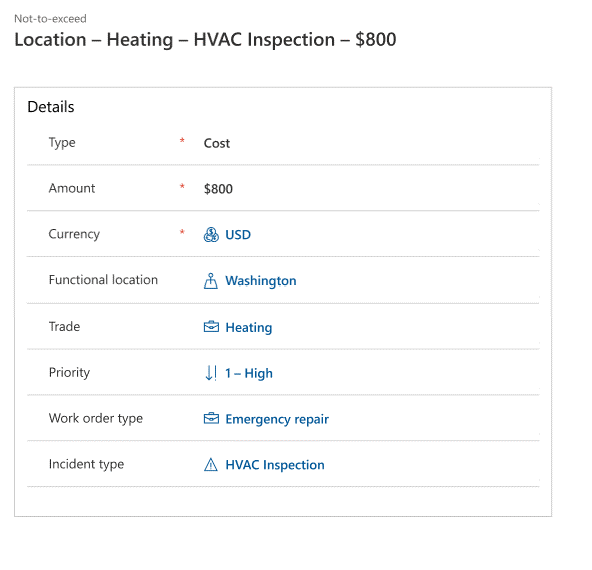 Not-to-exceed
Location – Heating – HVAC Inspection – $800
Details
Type * Cost
Amount * $800
Currency * USD
Functional location Washington
Trade Heating
Priority 1 – High
Work order type Emergency repair
Incident type HVAC Inspection